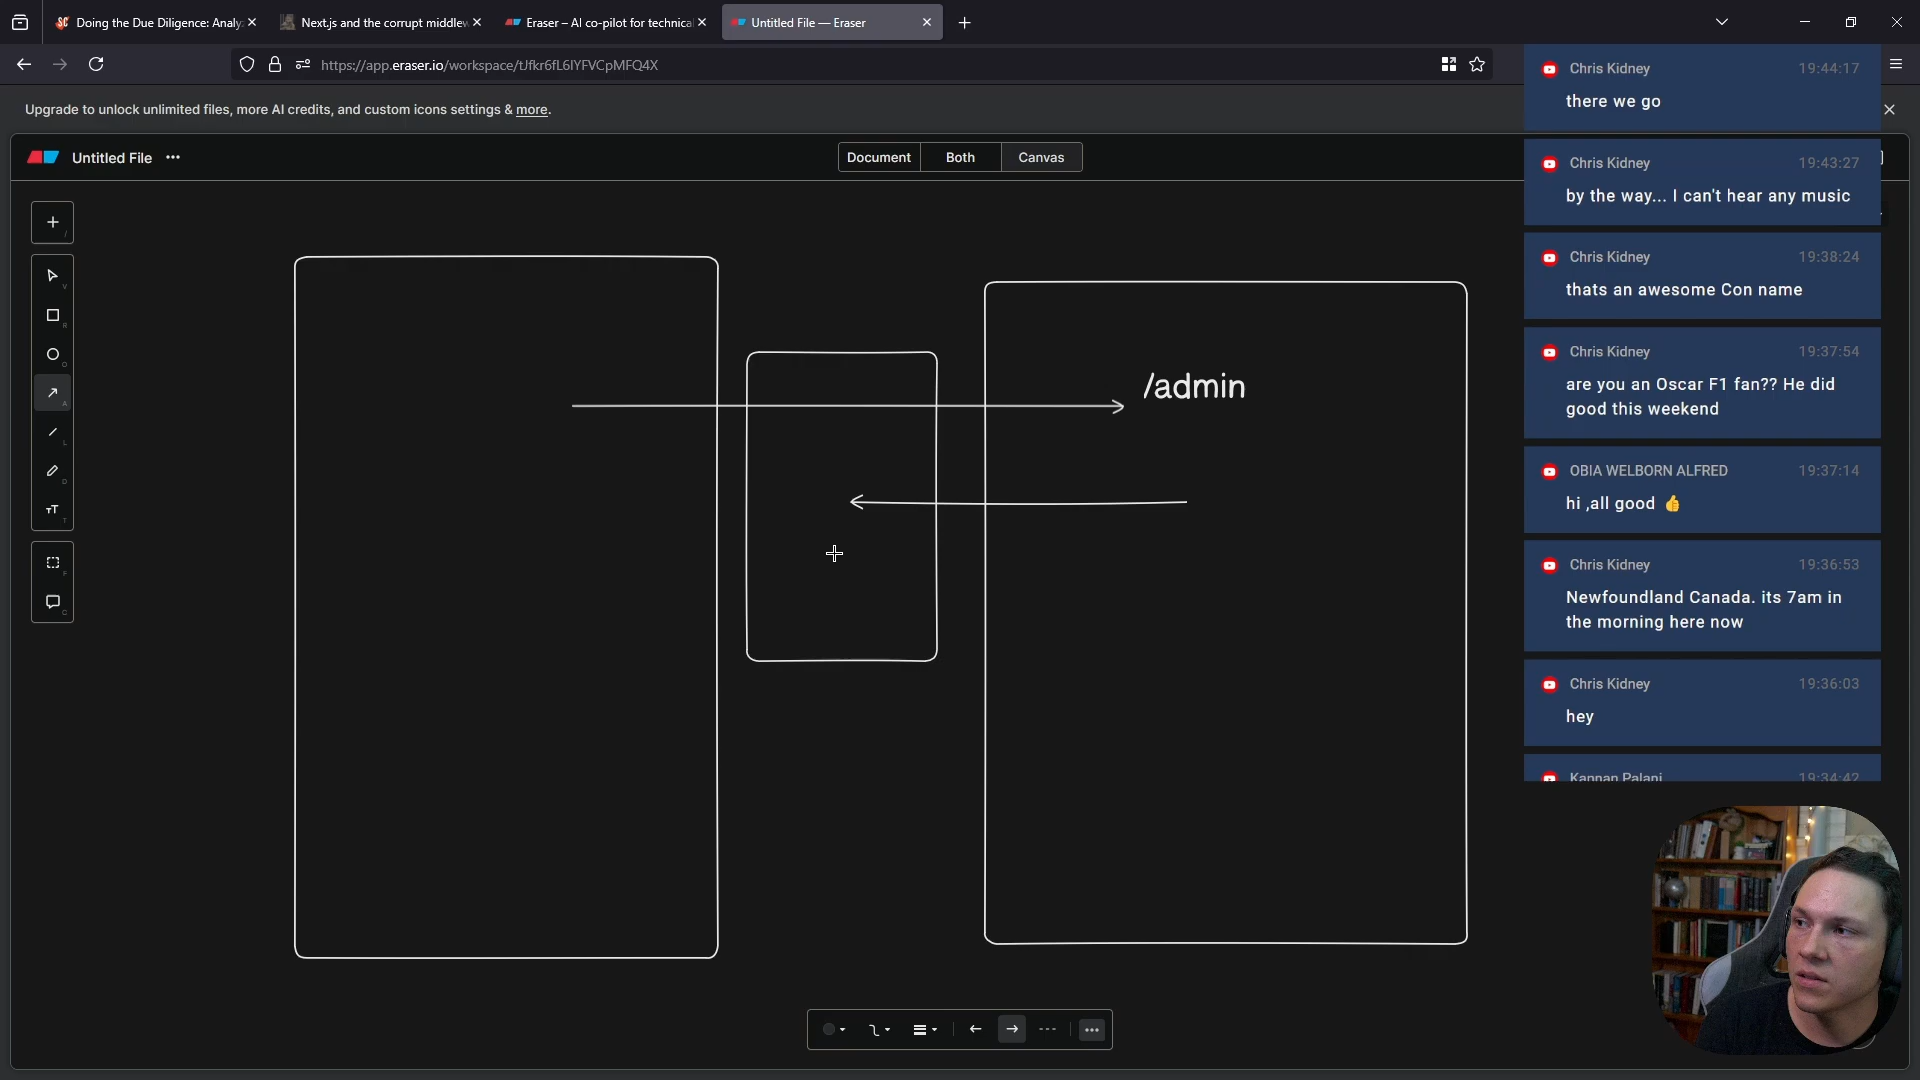 Doing the Due Diligence: Analy
Next.js and the corrupt middlew
Eraser – AI co-pilot for technica
Untitled File — Eraser
https://app.eraser.io/workspace/tJfkr6fL6IYFVCpMFQ4X
Upgrade to unlock unlimited files, more AI credits, and custom icons settings & more.
Untitled File
Document
Both
Canvas
/
V
R
O
A
L
D
T
F
C
/admin
Chris Kidney 19:44:17
there we go
Chris Kidney 19:43:27
by the way... I can't hear any music
Chris Kidney 19:38:24
thats an awesome Con name
Chris Kidney 19:37:54
are you an Oscar F1 fan?? He did
good this weekend
OBIA WELBORN ALFRED 19:37:14
hi ,all good 👍
Chris Kidney 19:36:53
Newfoundland Canada. its 7am in
the morning here now
Chris Kidney 19:36:03
hey
Kannan Palani 19:34:42